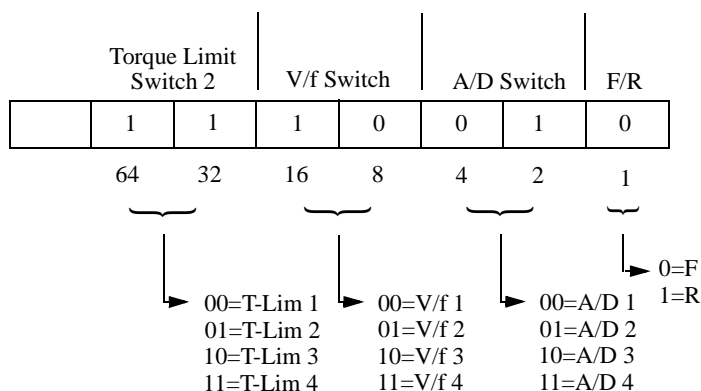 Torque Limit
Switch 2
V/f Switch
A/D Switch
F/R
1 1 1 0 0 1 0
64 32 16 8 4 2 1
0=F
1=R
00=T-Lim 1
01=T-Lim 2
10=T-Lim 3
11=T-Lim 4
00=V/f 1
01=V/f 2
10=V/f 3
11=V/f 4
00=A/D 1
01=A/D 2
10=A/D 3
11=A/D 4